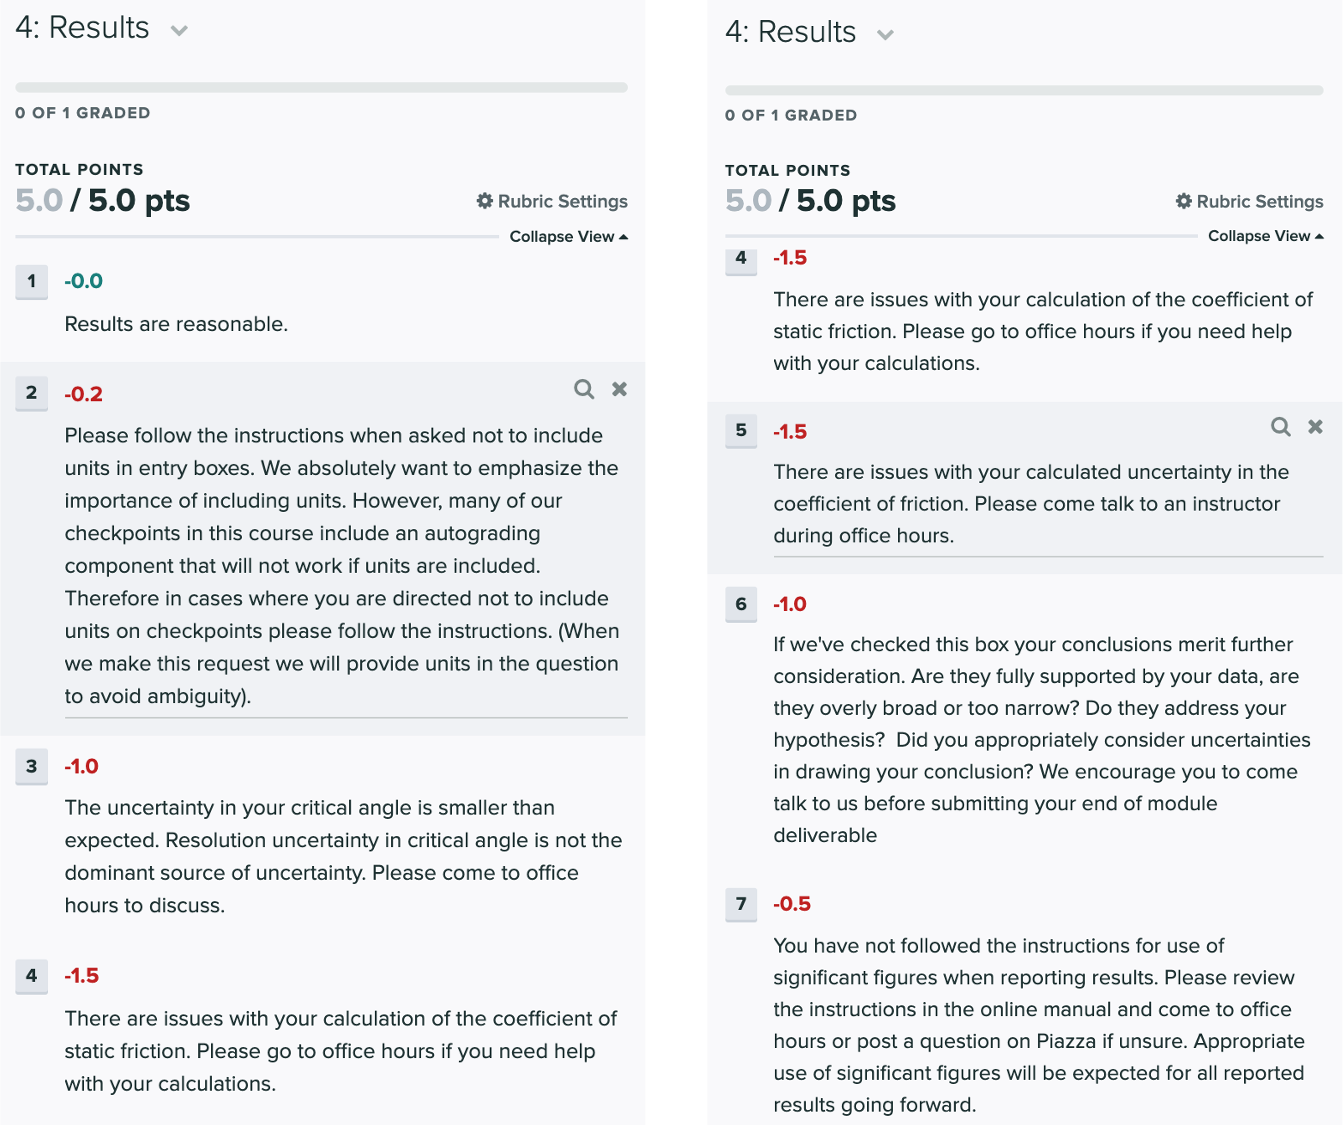 4: Results
0 OF 1 GRADED
TOTAL POINTS
5.0 / 5.0 pts
Rubric Settings
Collapse View
1
-0.0
Results are reasonable.
2
-0.2
Please follow the instructions when asked not to include
units in entry boxes. We absolutely want to emphasize the
importance of including units. However, many of our
checkpoints in this course include an autograding
component that will not work if units are included.
Therefore in cases where you are directed not to include
units on checkpoints please follow the instructions. (When
we make this request we will provide units in the question
to avoid ambiguity).
3
-1.0
The uncertainty in your critical angle is smaller than
expected. Resolution uncertainty in critical angle is not the
dominant source of uncertainty. Please come to office
hours to discuss.
4
-1.5
There are issues with your calculation of the coefficient of
static friction. Please go to office hours if you need help
with your calculations.
4: Results
0 OF 1 GRADED
TOTAL POINTS
5.0 / 5.0 pts
Rubric Settings
Collapse View
4
-1.5
There are issues with your calculation of the coefficient of
static friction. Please go to office hours if you need help
with your calculations.
5
-1.5
There are issues with your calculated uncertainty in the
coefficient of friction. Please come talk to an instructor
during office hours.
6
-1.0
If we've checked this box your conclusions merit further
consideration. Are they fully supported by your data, are
they overly broad or too narrow? Do they address your
hypothesis?  Did you appropriately consider uncertainties
in drawing your conclusion? We encourage you to come
talk to us before submitting your end of module
deliverable
7
-0.5
You have not followed the instructions for use of
significant figures when reporting results. Please review
the instructions in the online manual and come to office
hours or post a question on Piazza if unsure. Appropriate
use of significant figures will be expected for all reported
results going forward.